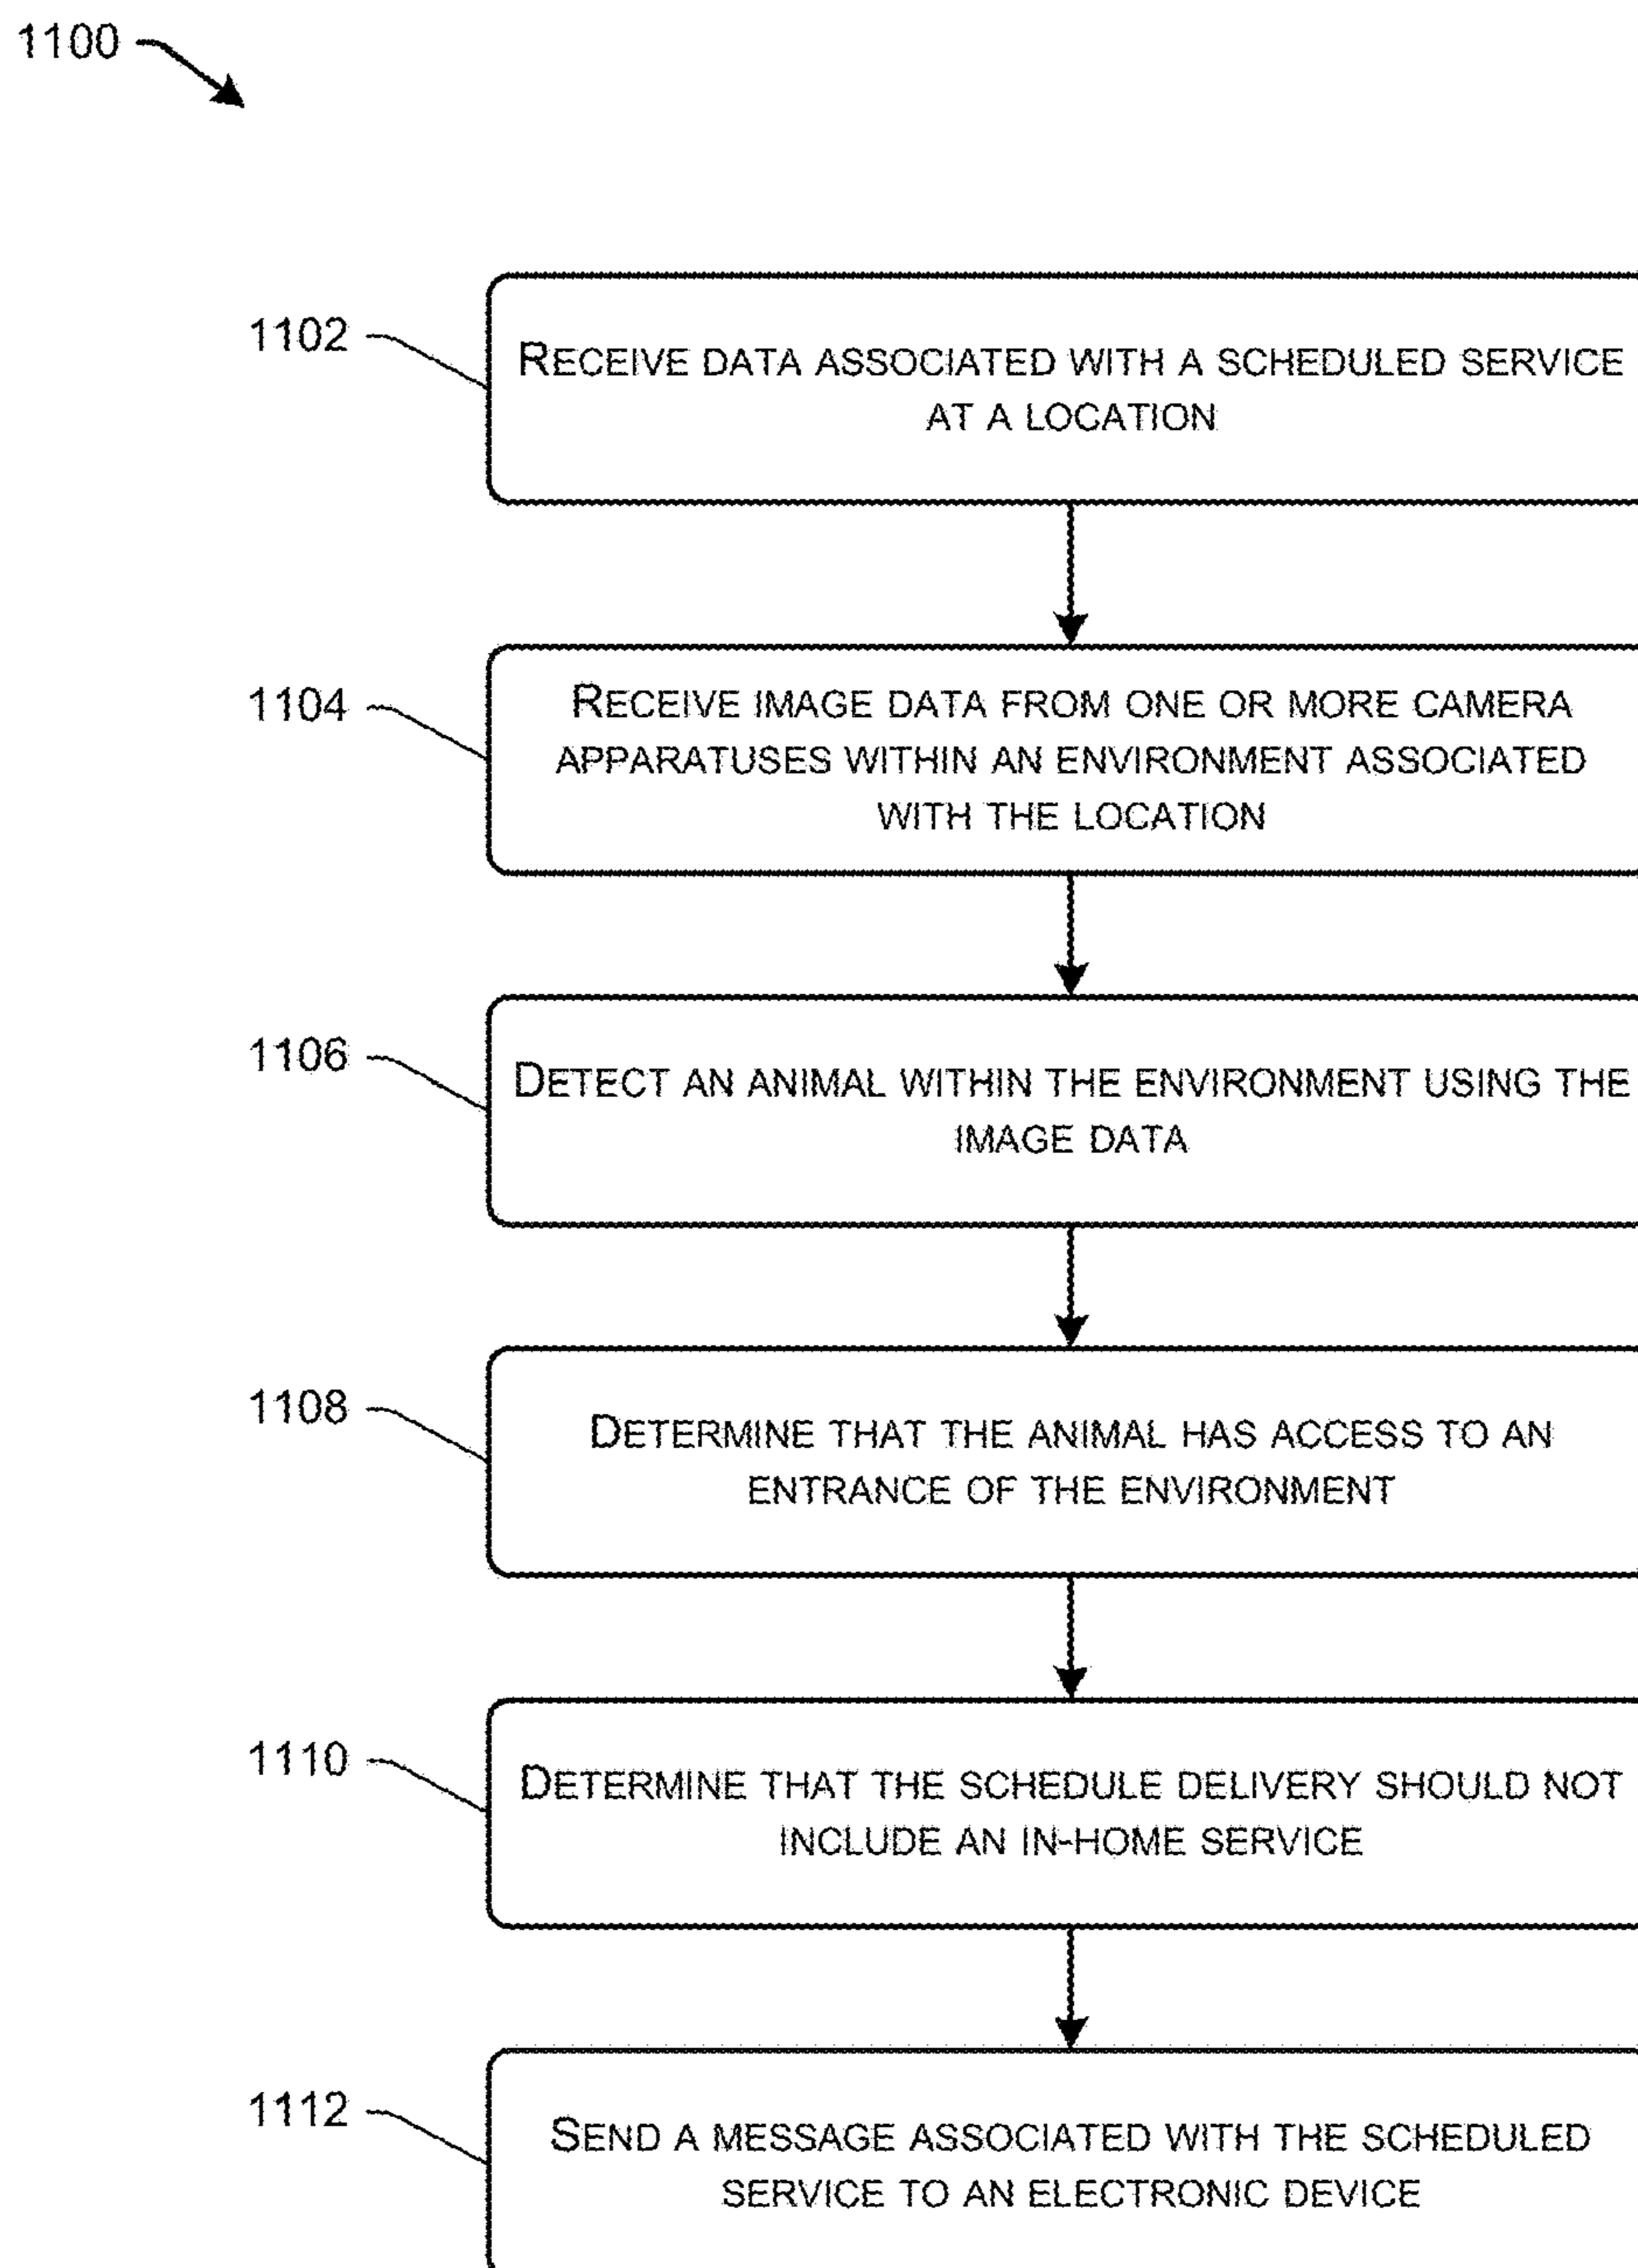 1100
1102
RECEIVE DATA ASSOCIATED WITH A SCHEDULED SERVICE
AT A LOCATION
1104
RECEIVE IMAGE DATA FROM ONE OR MORE CAMERA
APPARATUSES WITHIN AN ENVIRONMENT ASSOCIATED
WITH THE LOCATION
1106
DETECT AN ANIMAL WITHIN THE ENVIRONMENT USING THE
IMAGE DATA
1108
DETERMINE THAT THE ANIMAL HAS ACCESS TO AN
ENTRANCE OF THE ENVIRONMENT
1110
DETERMINE THAT THE SCHEDULE DELIVERY SHOULD NOT
INCLUDE AN IN-HOME SERVICE
1112
SEND A MESSAGE ASSOCIATED WITH THE SCHEDULED
SERVICE TO AN ELECTRONIC DEVICE